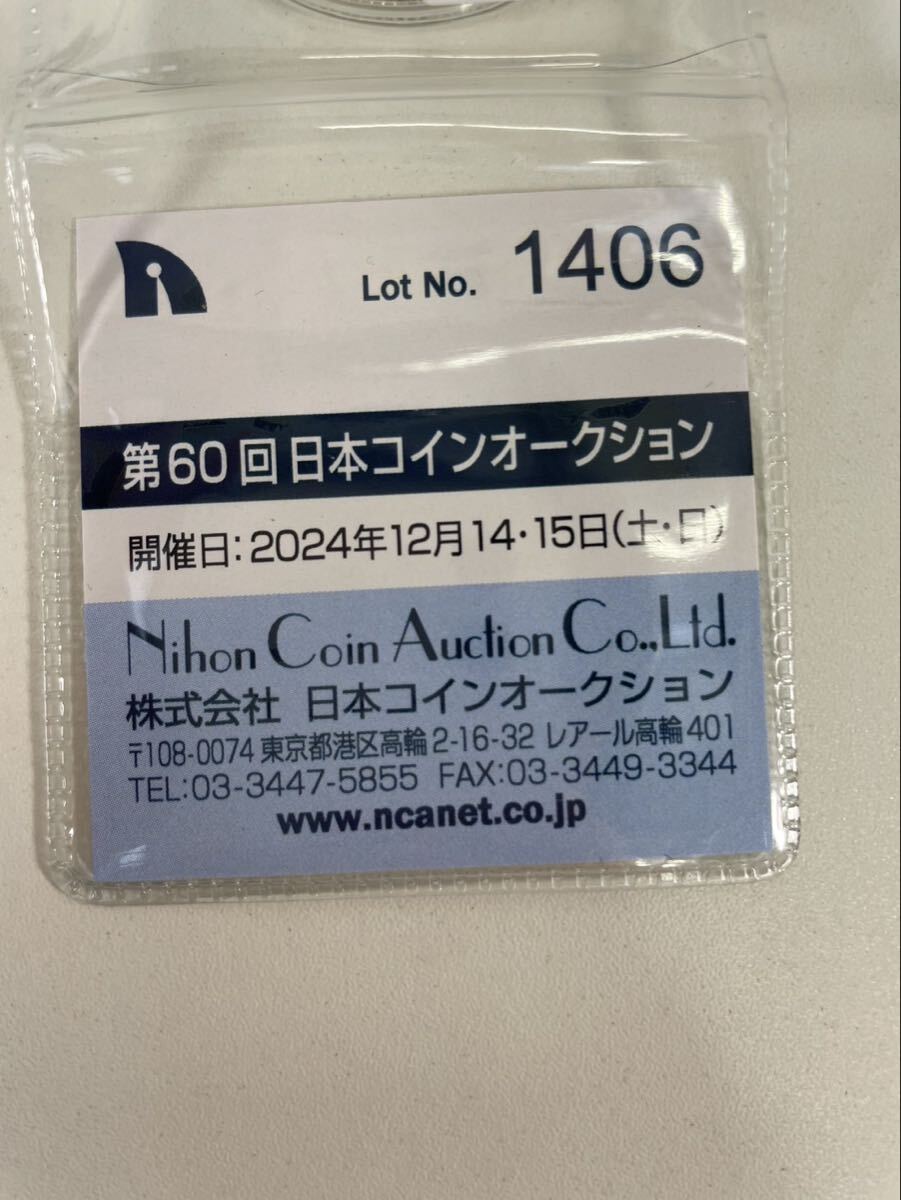 Lot No. 1406
第60回 日本コインオークション
開催日：2024年12月14・15日（土・日）
Nihon Coin Auction Co.,Ltd.
株式会社 日本コインオークション
〒108-0074 東京都港区高輪2-16-32 レアール高輪401
TEL:03-3447-5855 FAX:03-3449-3344
www.ncanet.co.jp